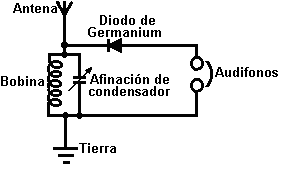 Antena
Diodo de
Germanium
Bobina
Afinación de
condensador
Audifonos
Tierra